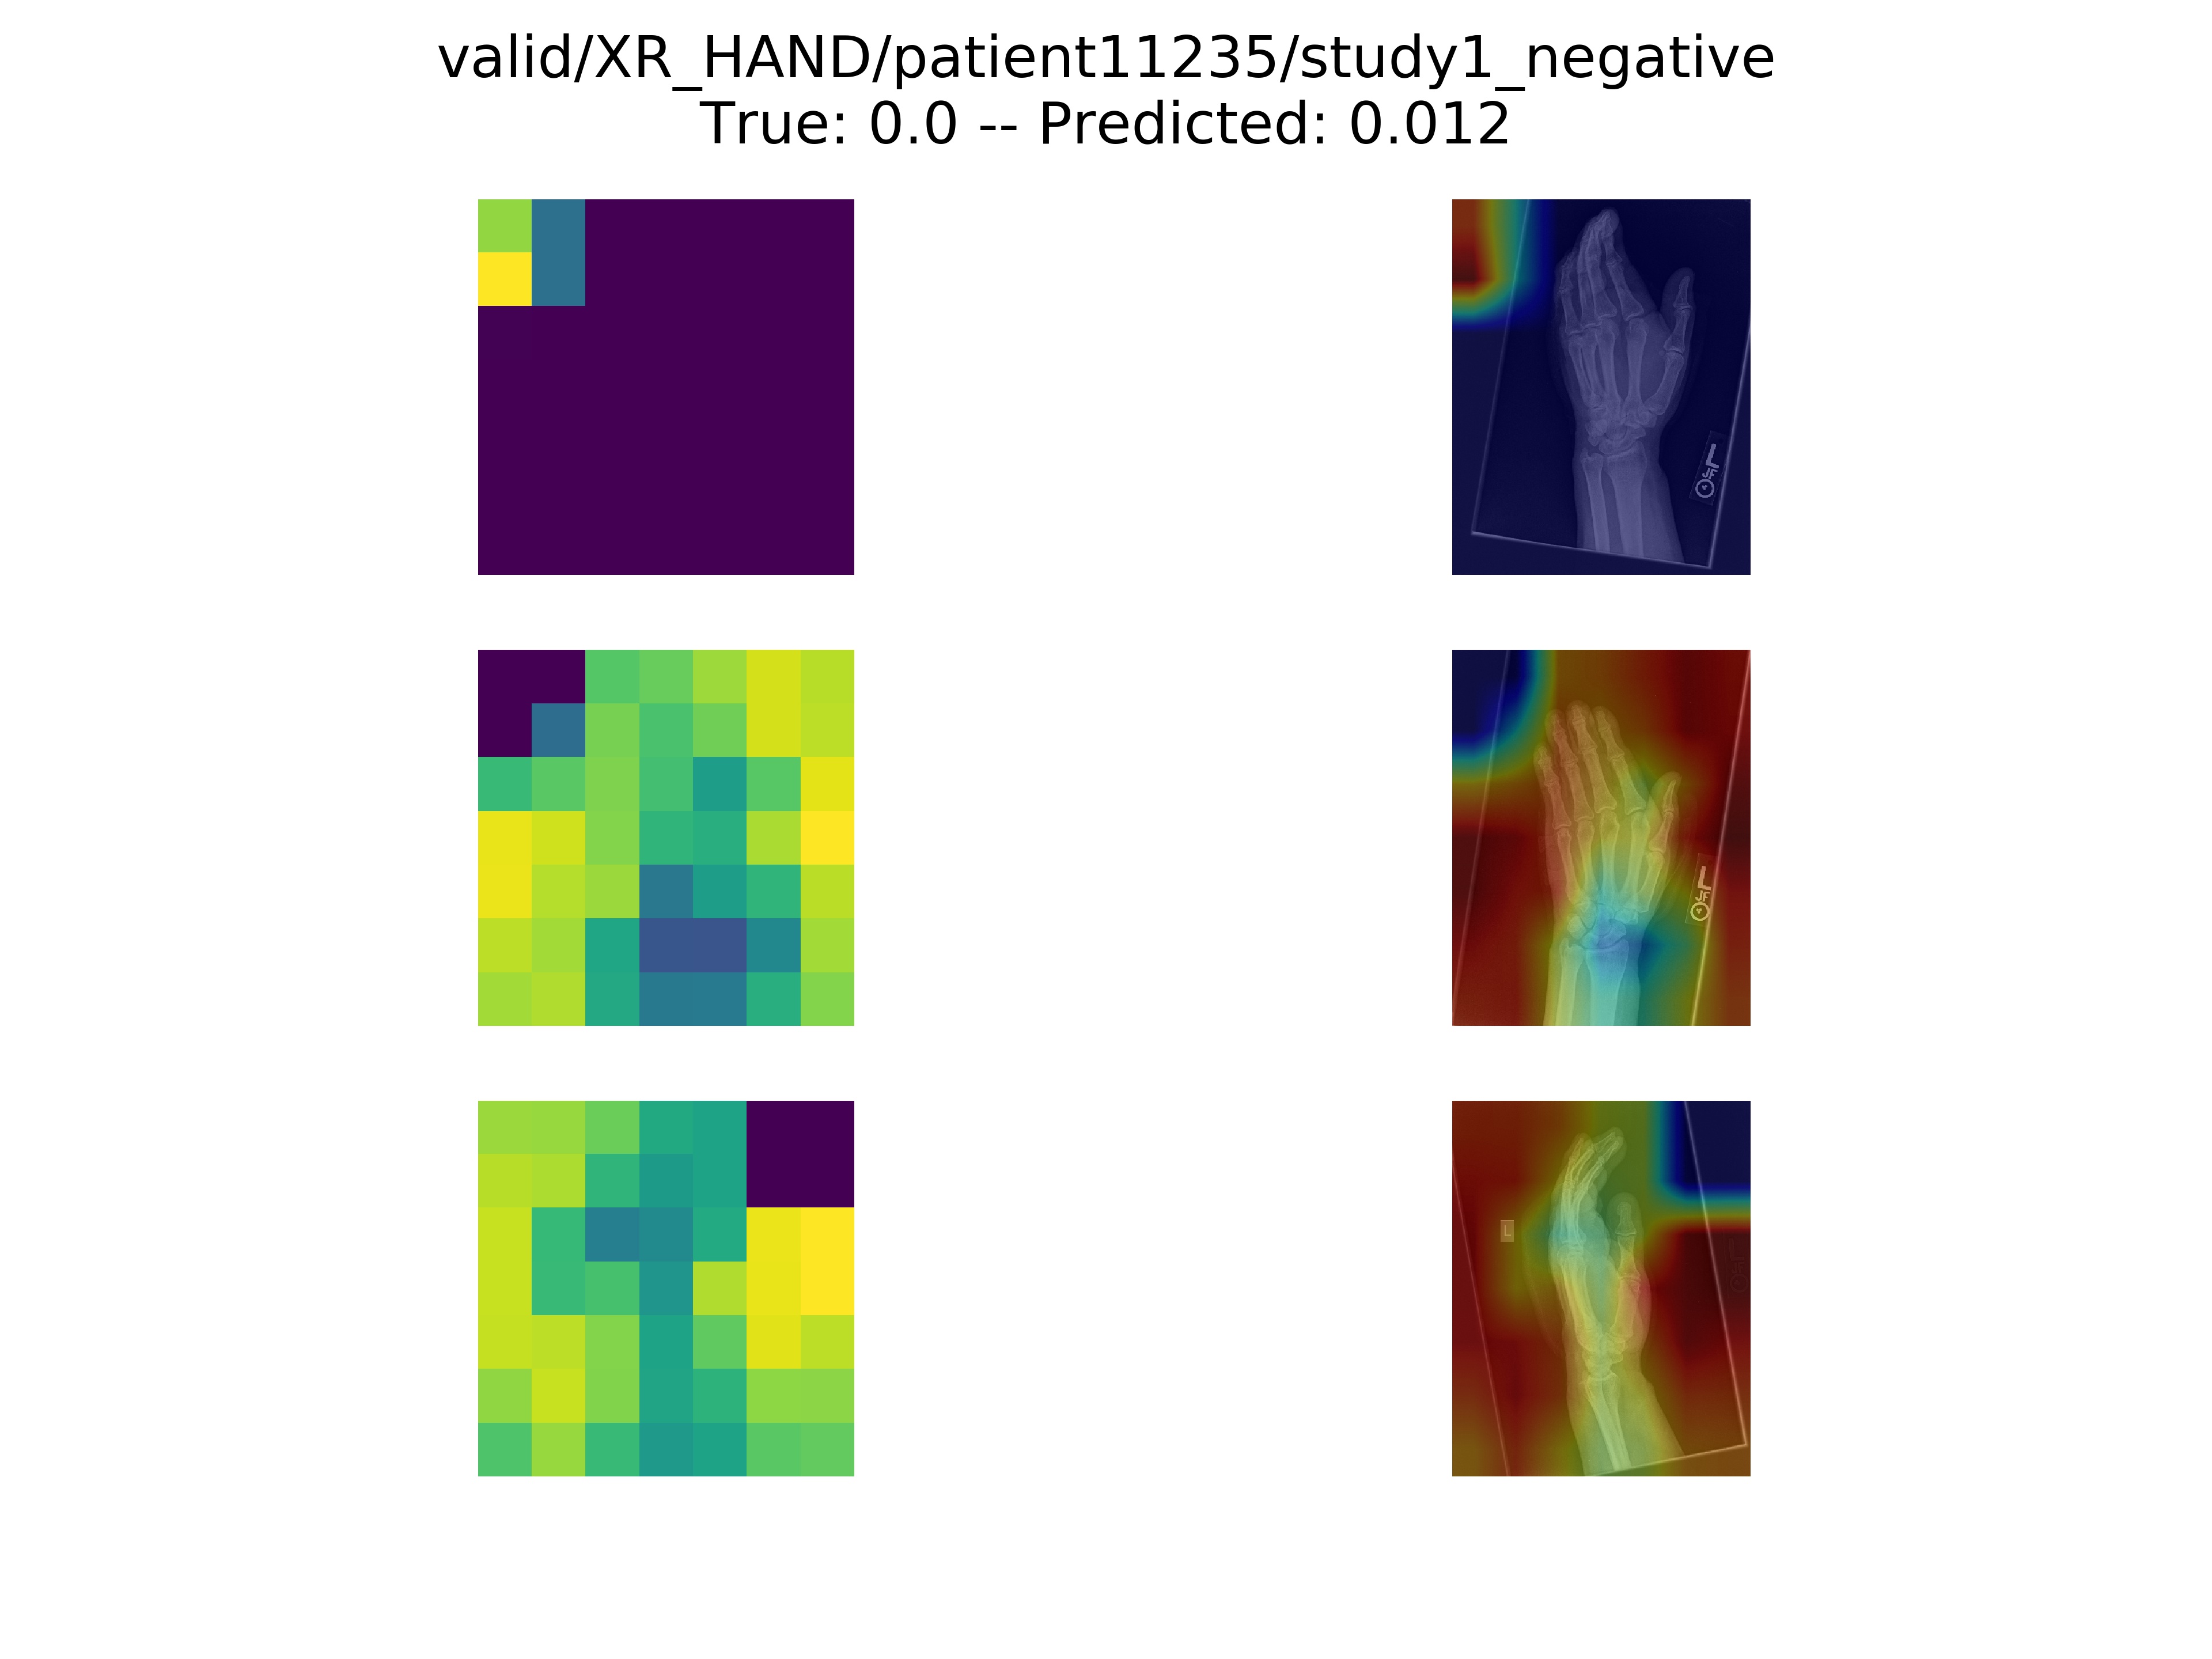 valid/XR_HAND/patient11235/study1_negative
True: 0.0 -- Predicted: 0.012
L
L
L